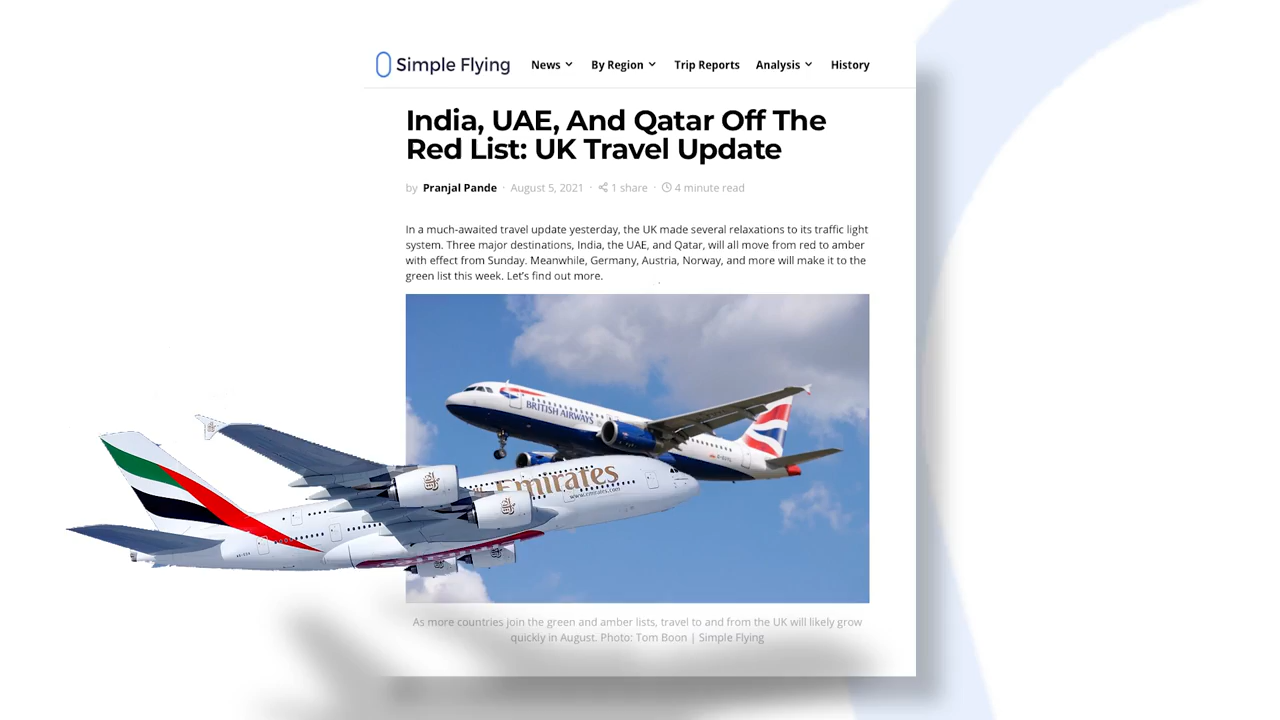 Simple Flying
News
By Region
Trip Reports
Analysis
History
India, UAE, And Qatar Off The
Red List: UK Travel Update
by Pranjal Pande · August 5, 2021 · 1 share · 4 minute read
In a much-awaited travel update yesterday, the UK made several relaxations to its traffic light
system. Three major destinations, India, the UAE, and Qatar, will all move from red to amber
with effect from Sunday. Meanwhile, Germany, Austria, Norway, and more will make it to the
green list this week. Let's find out more.
BRITISH AIRWAYS
Emirates
www.emirates.com
As more countries join the green and amber lists, travel to and from the UK will likely grow
quickly in August. Photo: Tom Boon | Simple Flying